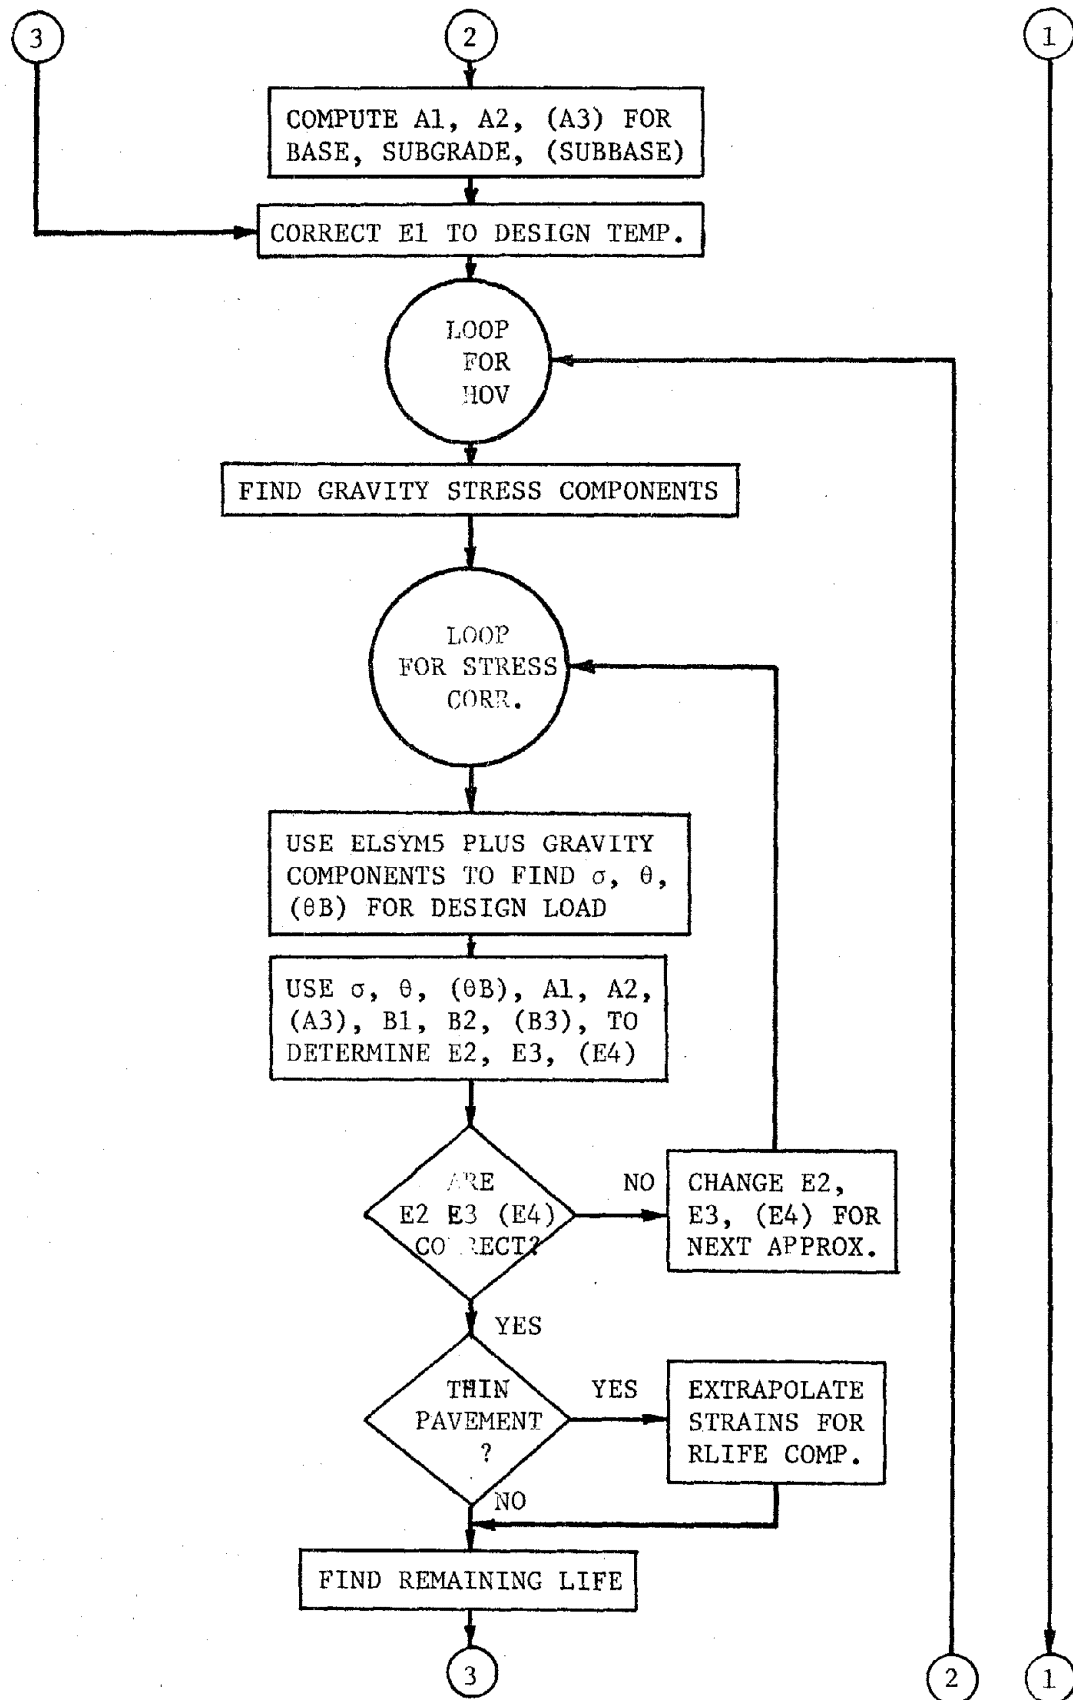 3
2
1
COMPUTE A1, A2, (A3) FOR
BASE, SUBGRADE, (SUBBASE)
CORRECT E1 TO DESIGN TEMP.
LOOP
FOR
HOV
FIND GRAVITY STRESS COMPONENTS
LOOP
FOR STRESS
CORR.
USE ELSYM5 PLUS GRAVITY
COMPONENTS TO FIND σ, θ,
(θB) FOR DESIGN LOAD
USE σ, θ, (θB), A1, A2,
(A3), B1, B2, (B3), TO
DETERMINE E2, E3, (E4)
ARE
E2 E3 (E4)
CORRECT?
NO
CHANGE E2,
E3, (E4) FOR
NEXT APPROX.
YES
THIN
PAVEMENT
?
YES
EXTRAPOLATE
STRAINS FOR
RLIFE COMP.
NO
FIND REMAINING LIFE
3
2
1